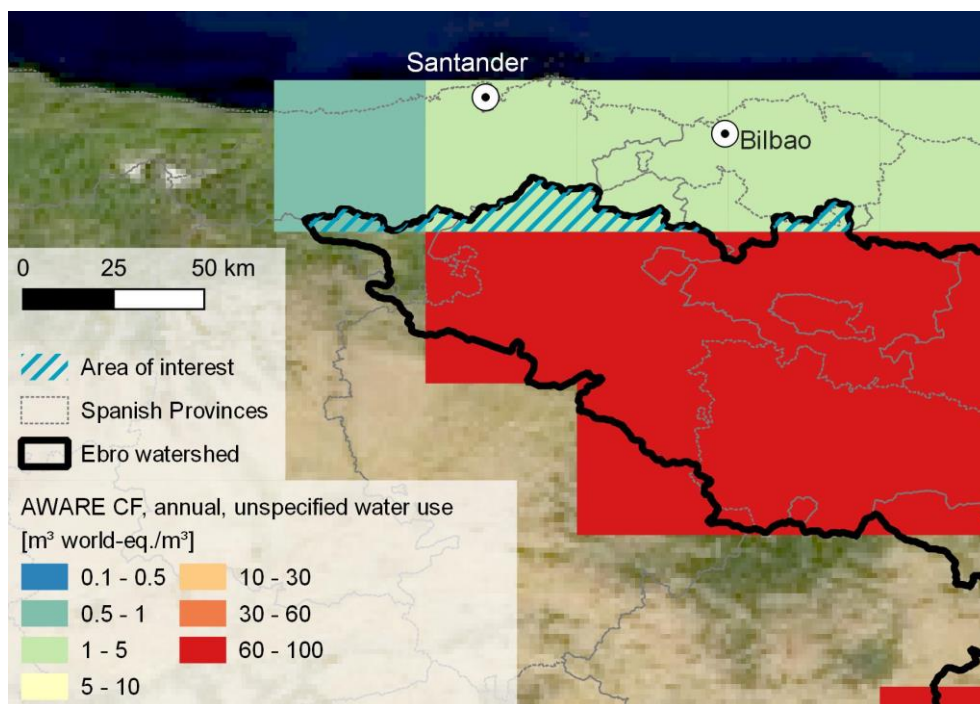 Santander
Bilbao
0 25 50 km
Area of interest
Spanish Provinces
Ebro watershed
AWARE CF, annual, unspecified water use
[m³ world-eq./m³]
0.1 - 0.5 10 - 30
0.5 - 1 30 - 60
1 - 5 60 - 100
5 - 10